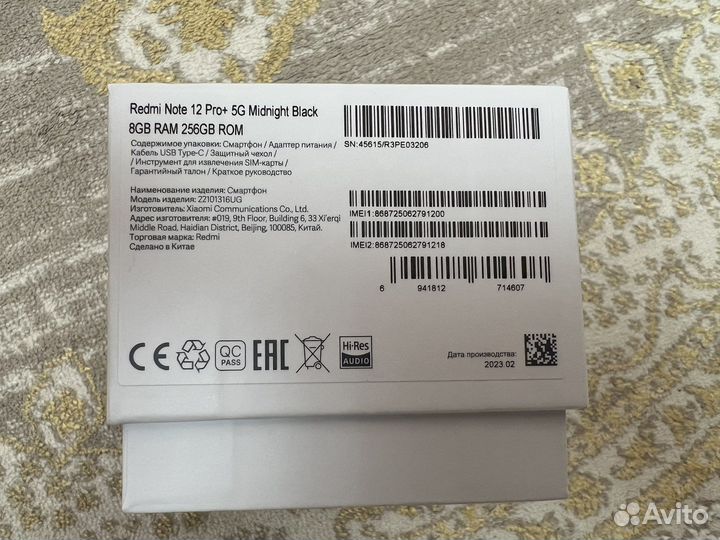 Redmi Note 12 Pro+ 5G Midnight Black
8GB RAM 256GB ROM
Содержимое упаковки: Смартфон / Адаптер питания /
Кабель USB Type-C / Защитный чехол /
/ Инструмент для извлечения SIM-карты /
Гарантийный талон / Краткое руководство
Наименование изделия: Смартфон
Модель изделия: 22101316UG
Изготовитель: Xiaomi Communications Co., Ltd.
Адрес изготовителя: #019, 9th Floor, Building 6, 33 Xi'erqi
Middle Road, Haidian District, Beijing, 100085, Китай.
Торговая марка: Redmi
Сделано в Китае
SN:45615/R3PE03206
IMEI1:868725062791200
IMEI2:868725062791218
6 941812 714607
CE
QC
PASS
EAC
Hi-Res
AUDIO
Дата производства:
2023.02
Avito